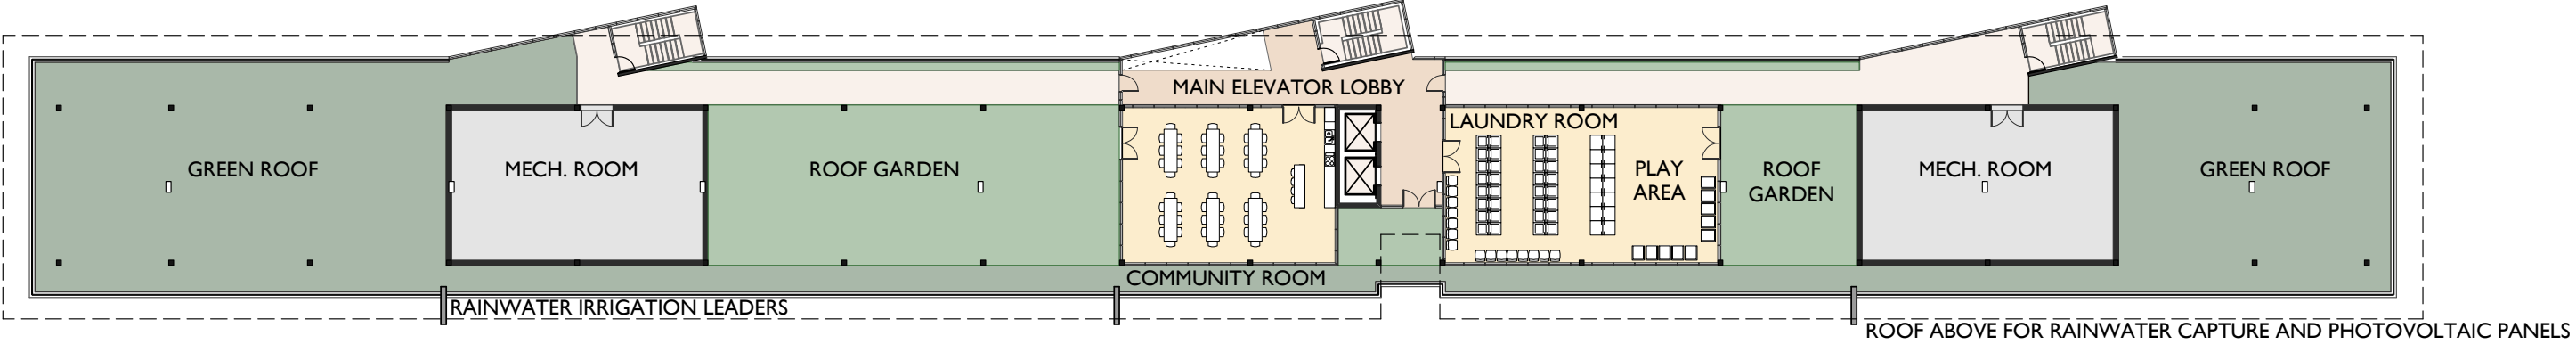 MAIN ELEVATOR LOBBY
LAUNDRY ROOM
GREEN ROOF
MECH. ROOM
ROOF GARDEN
PLAY
AREA
ROOF
GARDEN
MECH. ROOM
GREEN ROOF
COMMUNITY ROOM
RAINWATER IRRIGATION LEADERS
ROOF ABOVE FOR RAINWATER CAPTURE AND PHOTOVOLTAIC PANELS